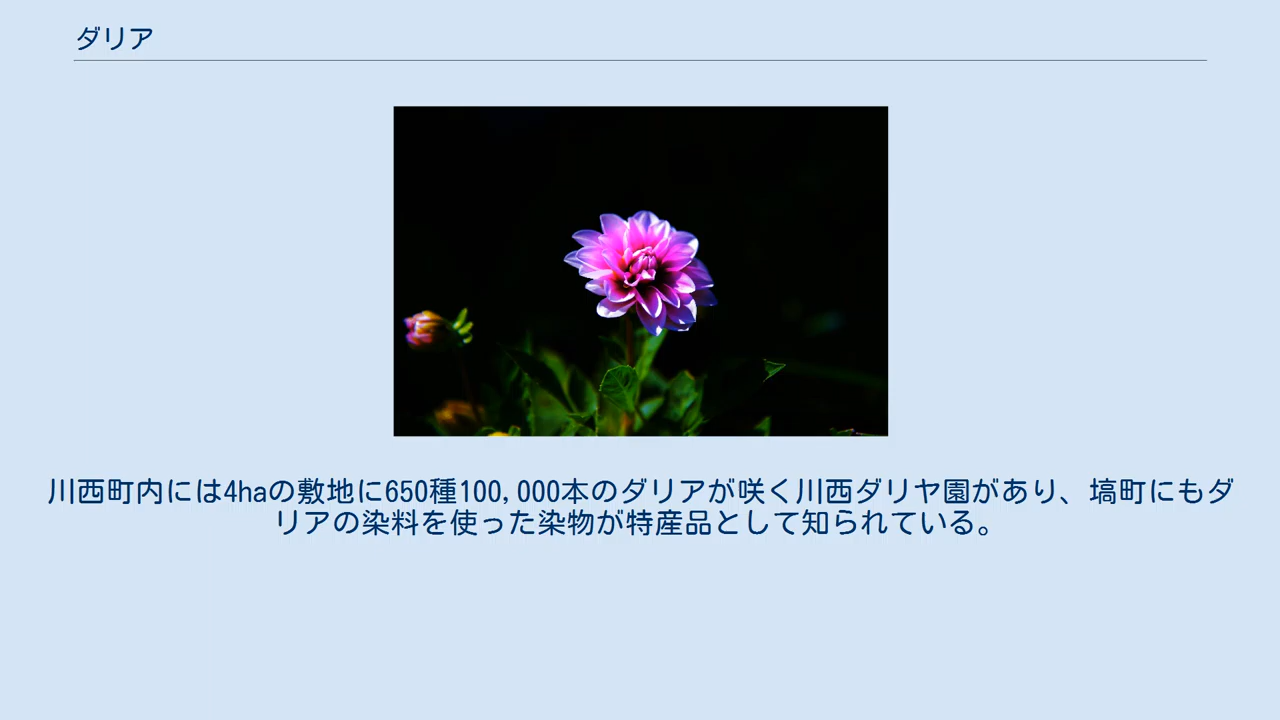 ダリア
川西町内には4haの敷地に650種100,000本のダリアが咲く川西ダリヤ園があり、塙町にもダ
リアの染料を使った染物が特産品として知られている。